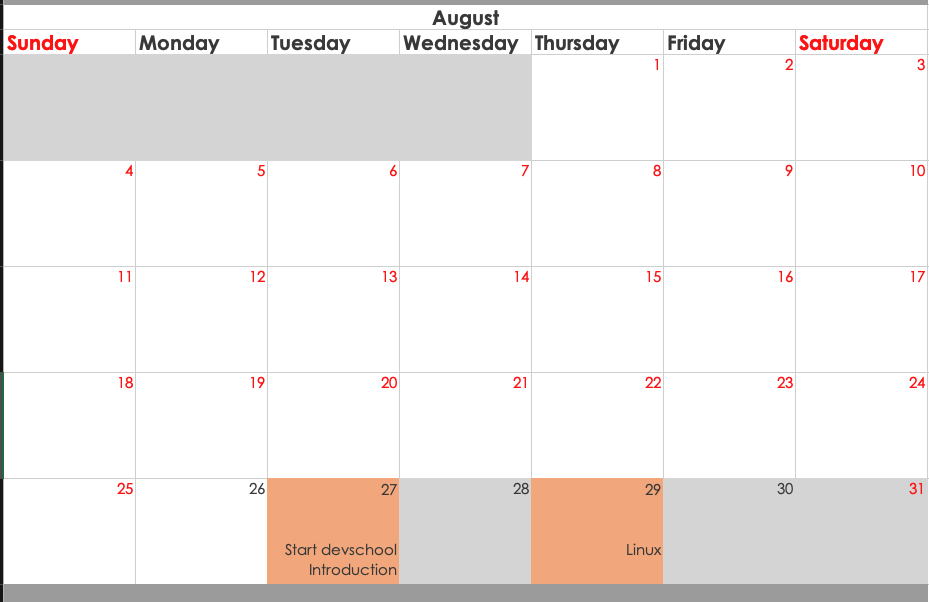 August
Sunday Monday Tuesday Wednesday Thursday Friday Saturday
1 2 3
4 5 6 7 8 9 10
11 12 13 14 15 16 17
18 19 20 21 22 23 24
25 26 27 28 29 30 31
Start devschool Linux
Introduction